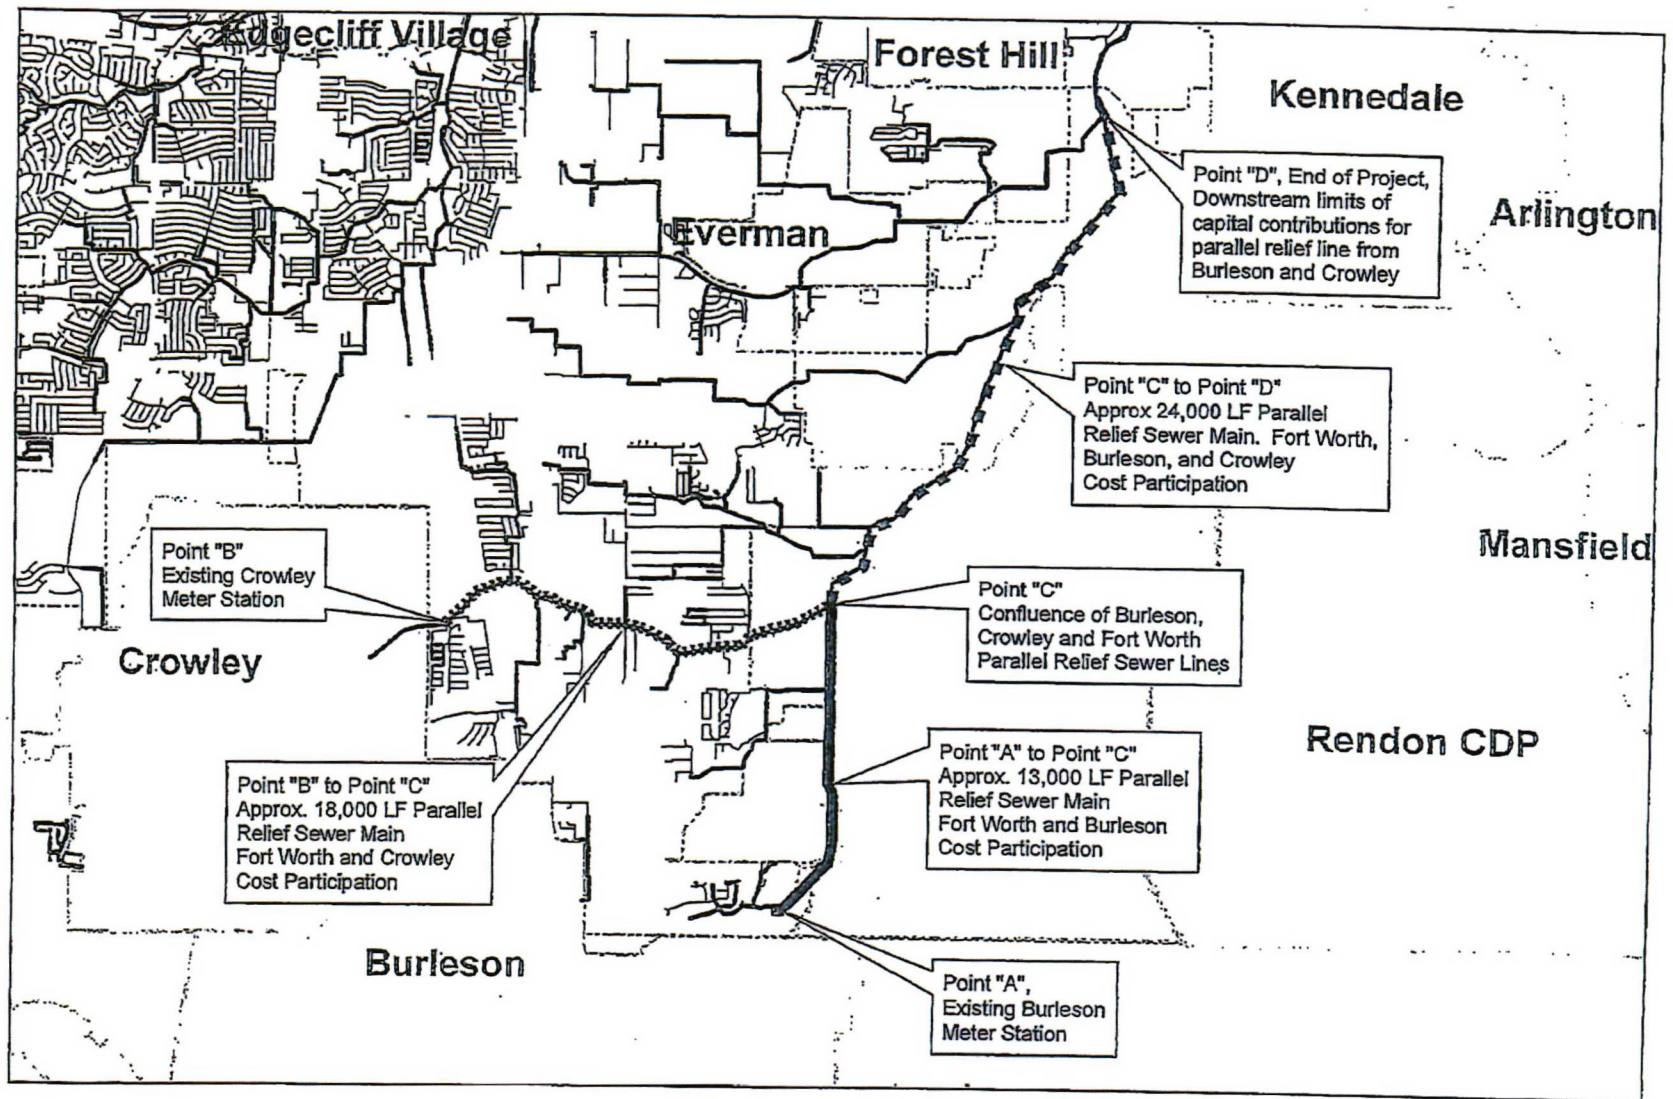 Edgecliff Village
Forest Hill
Kennedale
Point "D", End of Project,
Downstream limits of
capital contributions for
parallel relief line from
Burleson and Crowley
Arlington
Everman
Point "C" to Point "D"
Approx 24,000 LF Parallel
Relief Sewer Main. Fort Worth,
Burleson, and Crowley
Cost Participation
Mansfield
Point "B"
Existing Crowley
Meter Station
Point "C"
Confluence of Burleson,
Crowley and Fort Worth
Parallel Relief Sewer Lines
Crowley
Rendon CDP
Point "A" to Point "C"
Approx. 13,000 LF Parallel
Relief Sewer Main
Fort Worth and Burleson
Cost Participation
Point "B" to Point "C"
Approx. 18,000 LF Parallel
Relief Sewer Main
Fort Worth and Crowley
Cost Participation
Burleson
Point "A",
Existing Burleson
Meter Station